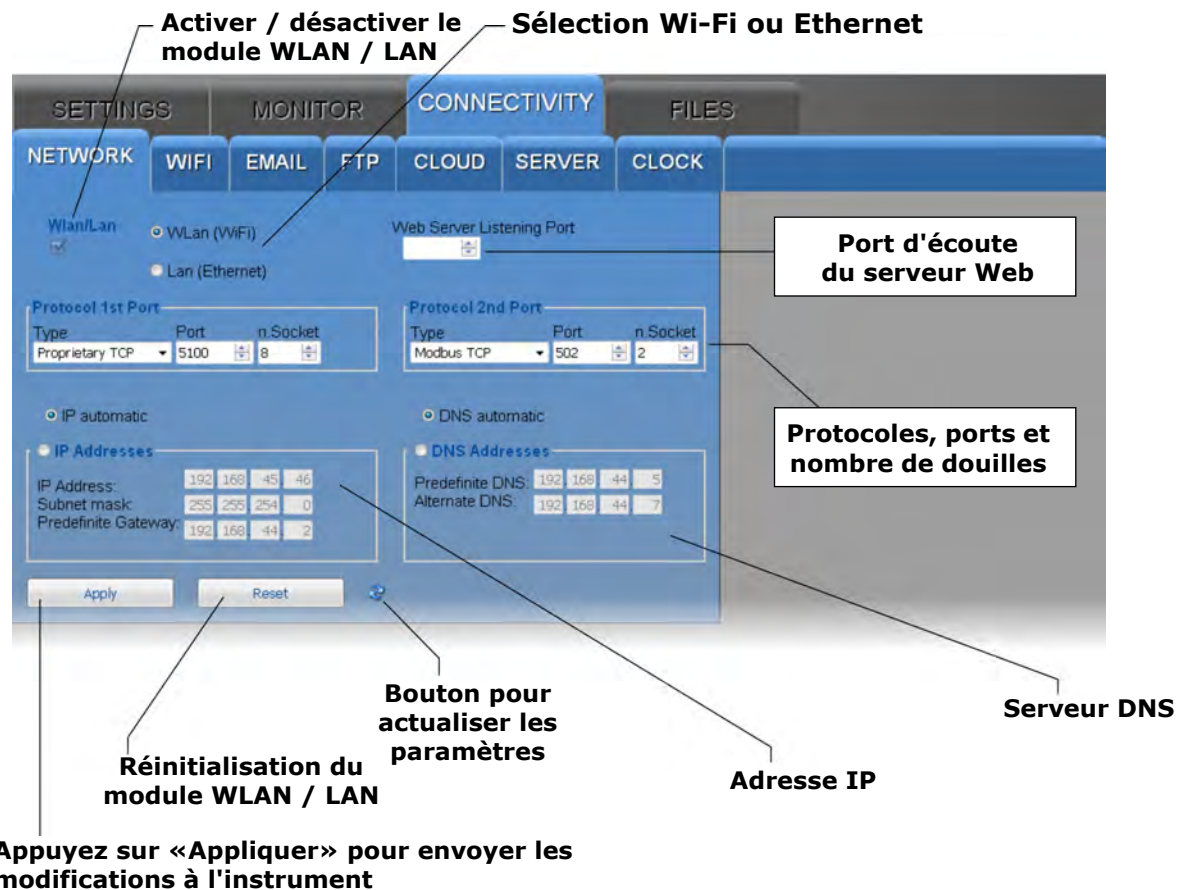 Activer / désactiver le
module WLAN / LAN
Sélection Wi-Fi ou Ethernet
SETTINGS MONITOR CONNECTIVITY FILES
NETWORK WIFI EMAIL FTP CLOUD SERVER CLOCK
Wlan/Lan
WLan (WiFi)
Lan (Ethernet)
Web Server Listening Port
Port d'écoute
du serveur Web
Protocol 1st Port
Type Port n.Socket
Proprietary TCP 5100 8
Protocol 2nd Port
Type Port n.Socket
Modbus TCP 502 2
Protocoles, ports et
nombre de douilles
IP automatic
IP Addresses
IP Address: 192 168 45 46
Subnet mask: 255 255 254 0
Predefinite Gateway: 192 168 44 2
DNS automatic
DNS Addresses
Predefinite DNS: 192 168 44 5
Alternate DNS: 192 168 44 7
Apply Reset
Bouton pour
actualiser les
paramètres
Serveur DNS
Réinitialisation du
module WLAN / LAN
Adresse IP
Appuyez sur «Appliquer» pour envoyer les
modifications à l'instrument